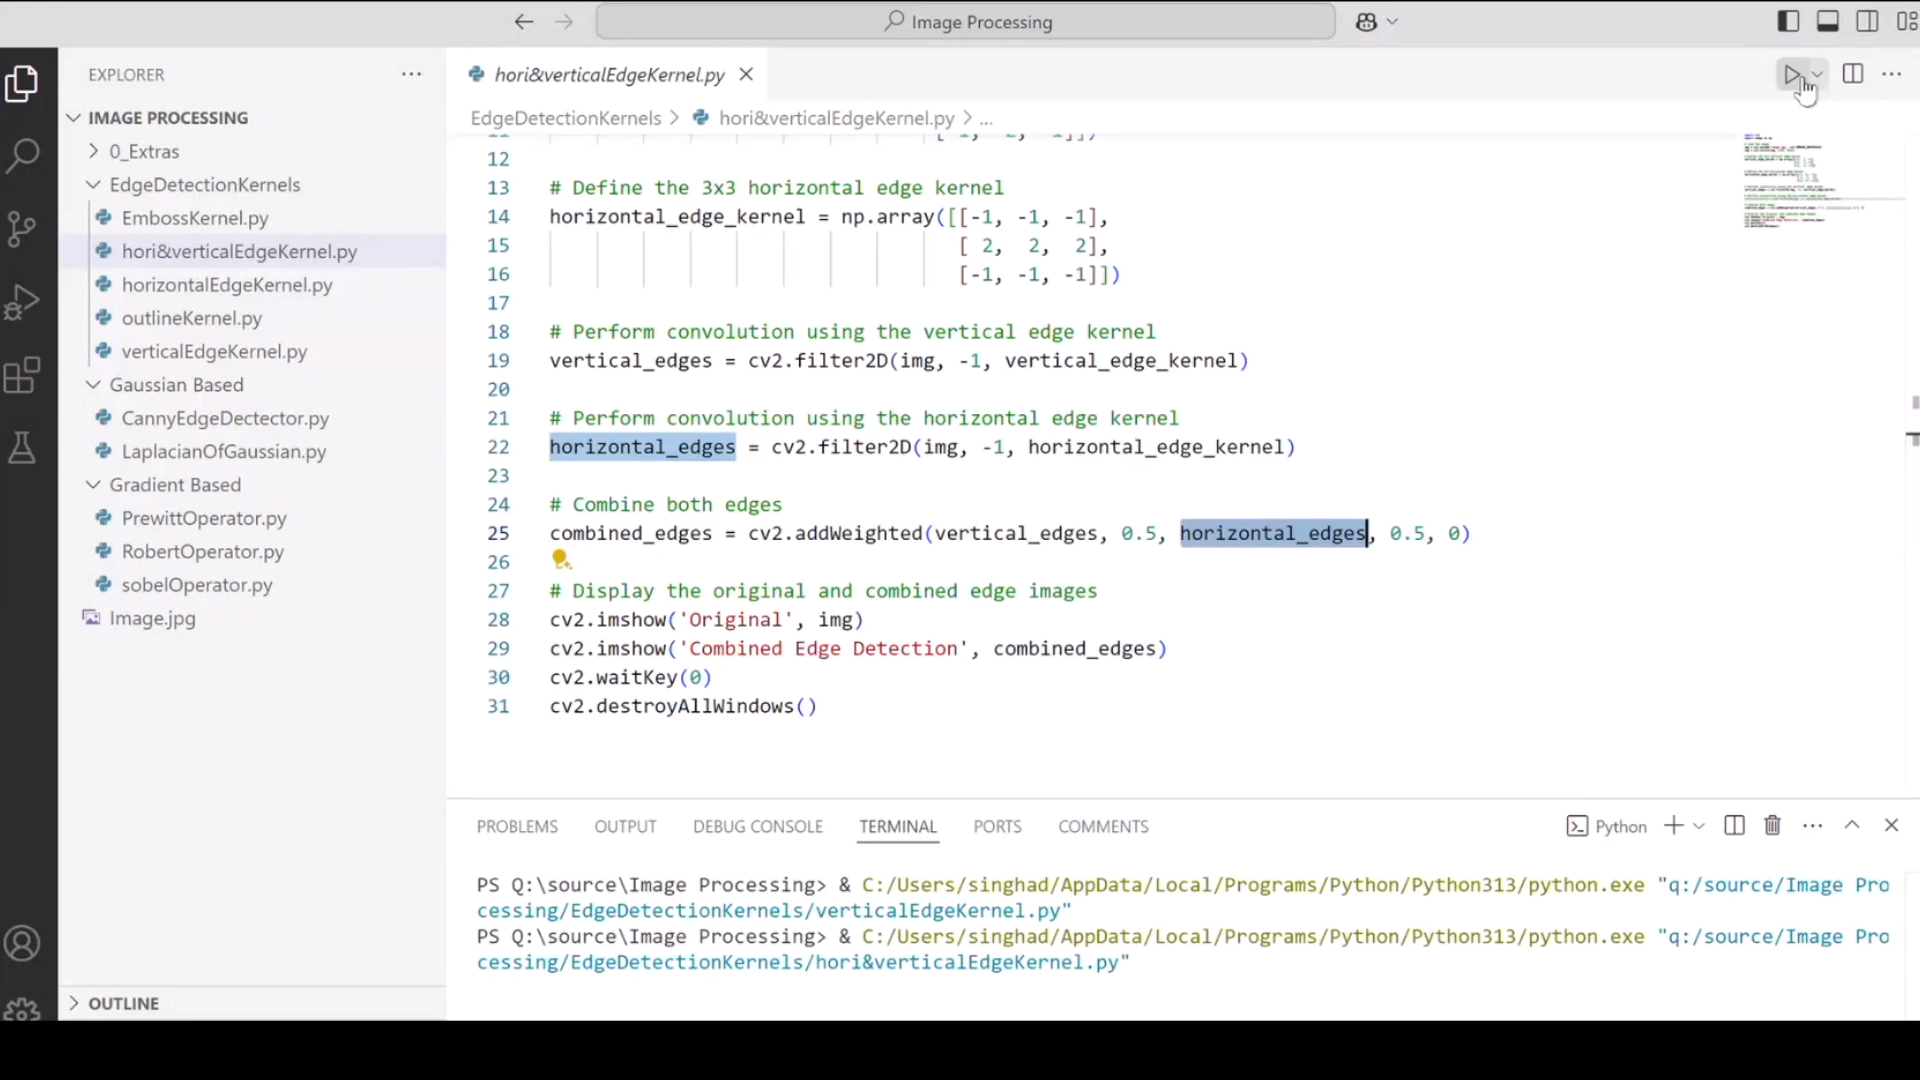 Image Processing
EXPLORER
IMAGE PROCESSING
0_Extras
EdgeDetectionKernels
EmbossKernel.py
hori&verticalEdgeKernel.py
horizontalEdgeKernel.py
outlineKernel.py
verticalEdgeKernel.py
Gaussian Based
CannyEdgeDectector.py
LaplacianOfGaussian.py
Gradient Based
PrewittOperator.py
RobertOperator.py
sobelOperator.py
Image.jpg
OUTLINE
hori&verticalEdgeKernel.py
EdgeDetectionKernels > hori&verticalEdgeKernel.py > ...
12
13 # Define the 3x3 horizontal edge kernel
14 horizontal_edge_kernel = np.array([[-1, -1, -1],
15 [ 2, 2, 2],
16 [-1, -1, -1]])
17
18 # Perform convolution using the vertical edge kernel
19 vertical_edges = cv2.filter2D(img, -1, vertical_edge_kernel)
20
21 # Perform convolution using the horizontal edge kernel
22 horizontal_edges = cv2.filter2D(img, -1, horizontal_edge_kernel)
23
24 # Combine both edges
25 combined_edges = cv2.addWeighted(vertical_edges, 0.5, horizontal_edges, 0.5, 0)
26
27 # Display the original and combined edge images
28 cv2.imshow('Original', img)
29 cv2.imshow('Combined Edge Detection', combined_edges)
30 cv2.waitKey(0)
31 cv2.destroyAllWindows()
PROBLEMS OUTPUT DEBUG CONSOLE TERMINAL PORTS COMMENTS Python
PS Q:\source\Image Processing> & C:/Users/singhad/AppData/Local/Programs/Python/Python313/python.exe "q:/source/Image Pro
cessing/EdgeDetectionKernels/verticalEdgeKernel.py"
PS Q:\source\Image Processing> & C:/Users/singhad/AppData/Local/Programs/Python/Python313/python.exe "q:/source/Image Pro
cessing/EdgeDetectionKernels/hori&verticalEdgeKernel.py"